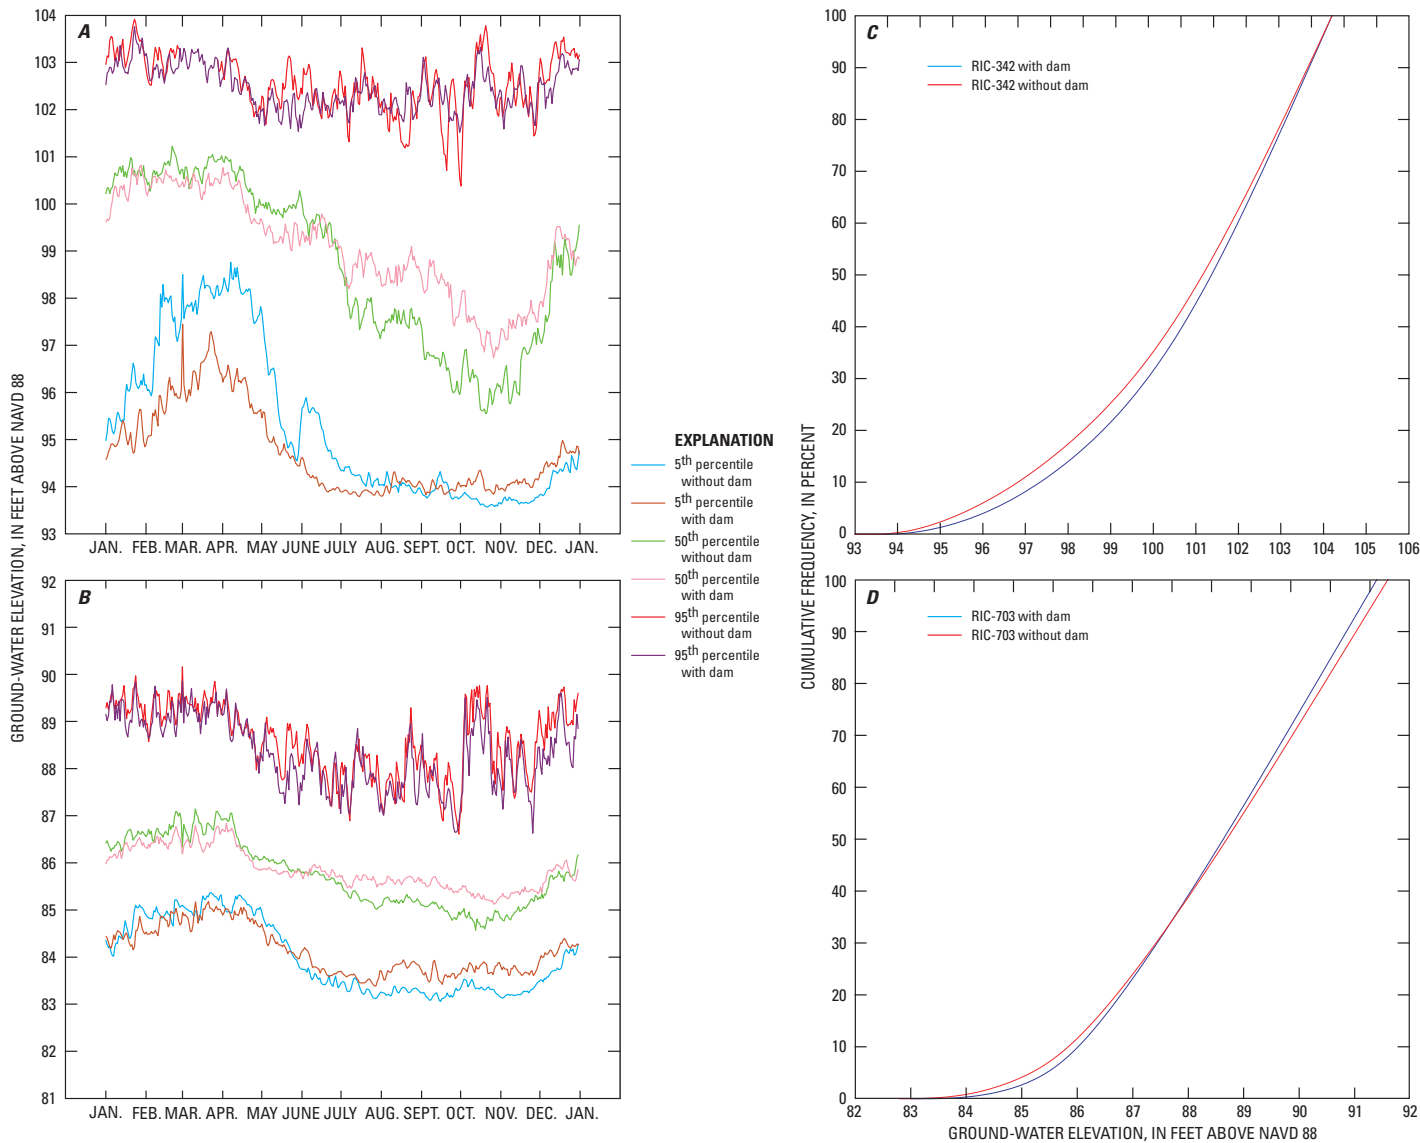 GROUND-WATER ELEVATION, IN FEET ABOVE NAVD 88
A
104
103
102
101
100
99
98
97
96
95
94
93
JAN. FEB. MAR. APR. MAY JUNE JULY AUG. SEPT. OCT. NOV. DEC. JAN.
B
92
91
90
89
88
87
86
85
84
83
82
81
JAN. FEB. MAR. APR. MAY JUNE JULY AUG. SEPT. OCT. NOV. DEC. JAN.
EXPLANATION
5th percentile
without dam
5th percentile
with dam
50th percentile
without dam
50th percentile
with dam
95th percentile
without dam
95th percentile
with dam
CUMULATIVE FREQUENCY, IN PERCENT
C
RIC-342 with dam
RIC-342 without dam
100
90
80
70
60
50
40
30
20
10
0
93 94 95 96 97 98 99 100 101 102 103 104 105 106
D
RIC-703 with dam
RIC-703 without dam
100
90
80
70
60
50
40
30
20
10
0
82 83 84 85 86 87 88 89 90 91 92
GROUND-WATER ELEVATION, IN FEET ABOVE NAVD 88